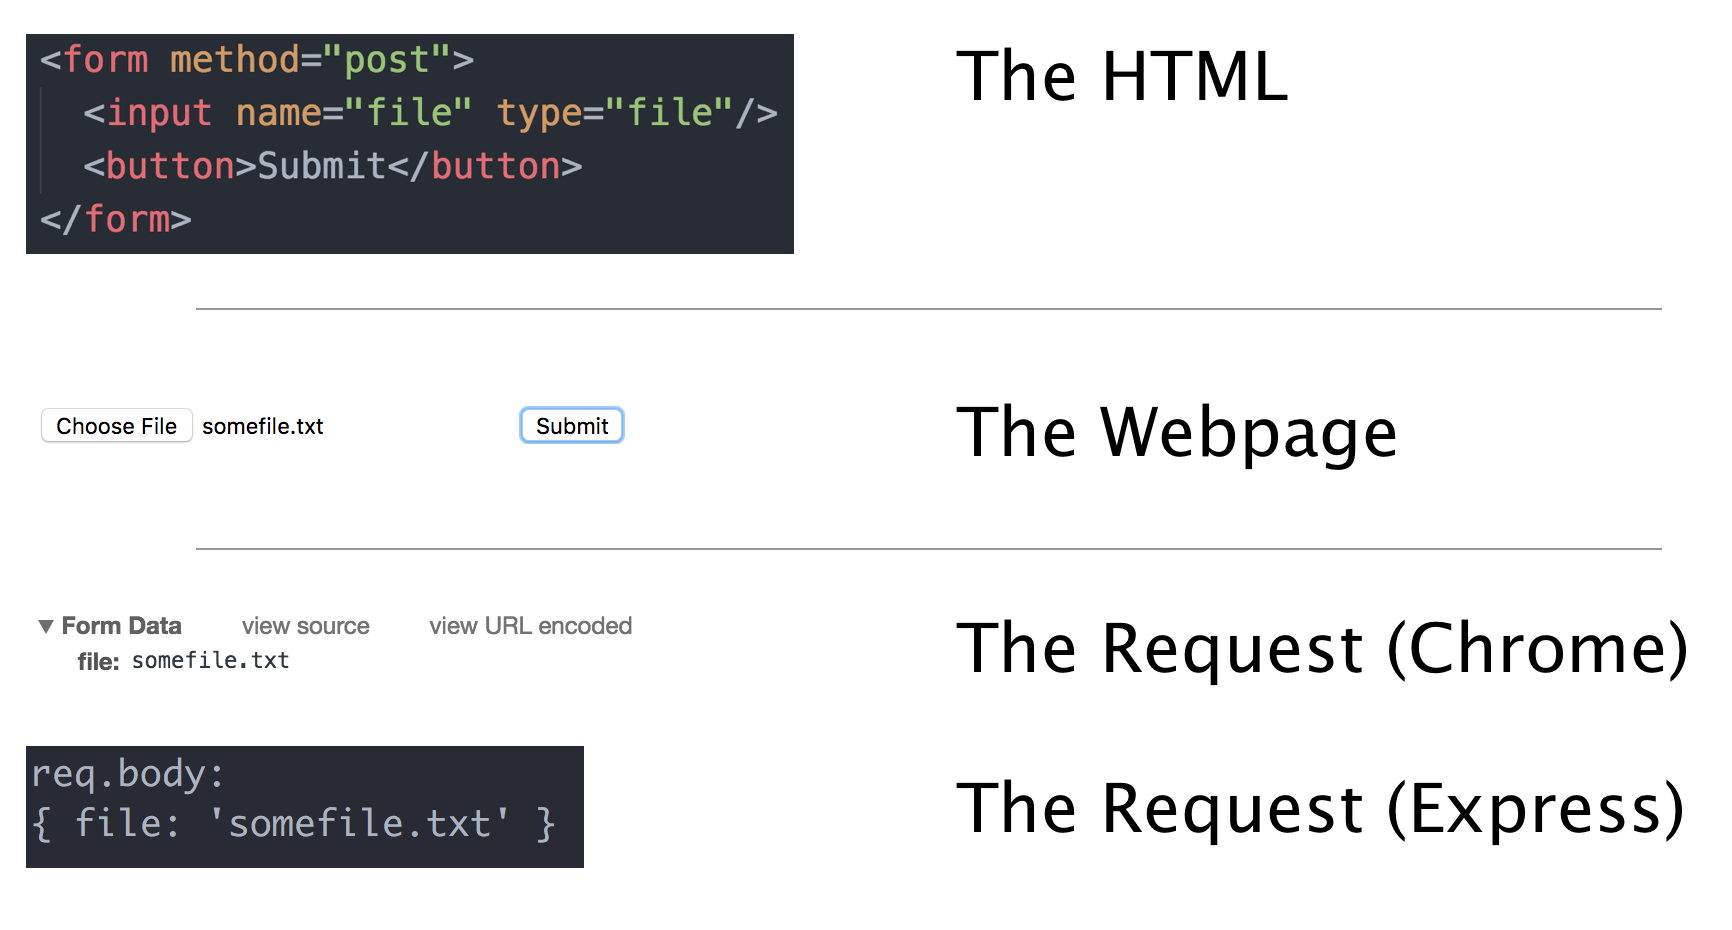 <form method="post">
<input name="file" type="file"/>
<button>Submit</button>
</form>
The HTML
Choose File somefile.txt Submit
The Webpage
▼ Form Data view source view URL encoded
file: somefile.txt
The Request (Chrome)
req.body:
{ file: 'somefile.txt' }
The Request (Express)